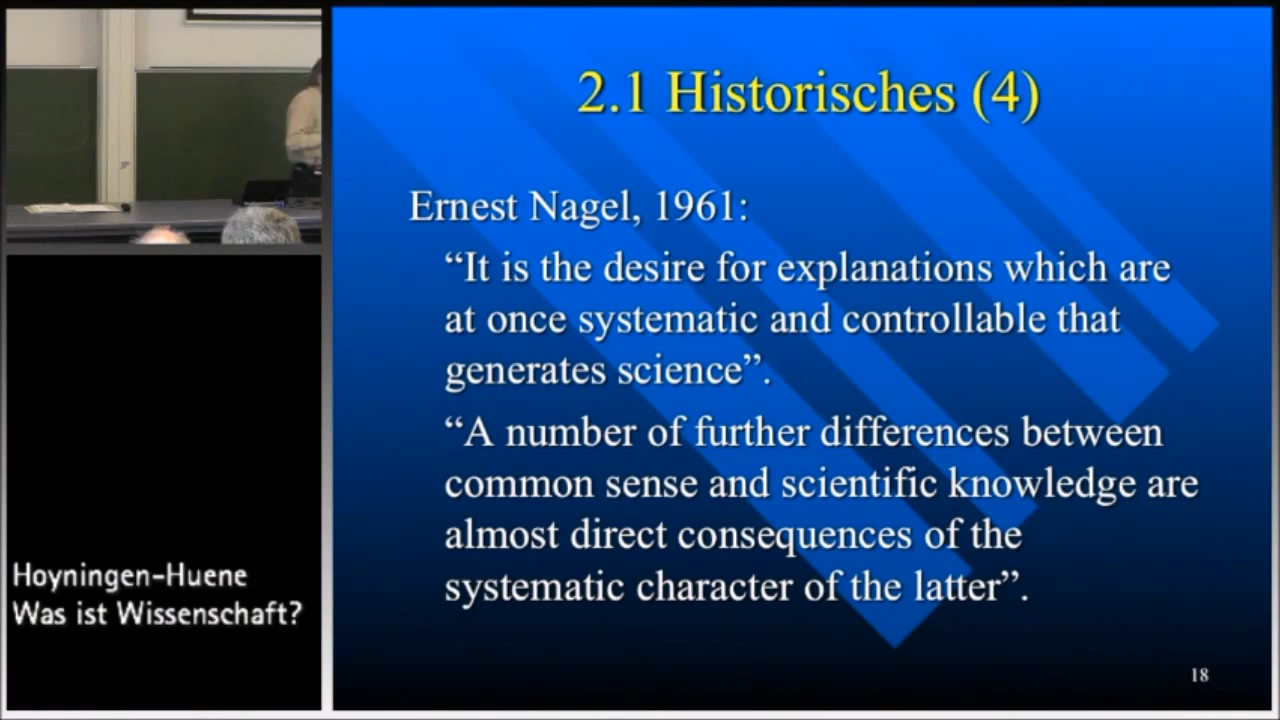 2.1 Historisches (4)
Ernest Nagel, 1961:
“It is the desire for explanations which are
at once systematic and controllable that
generates science”.
“A number of further differences between
common sense and scientific knowledge are
almost direct consequences of the
systematic character of the latter”.
18
Hoyningen-Huene
Was ist Wissenschaft?